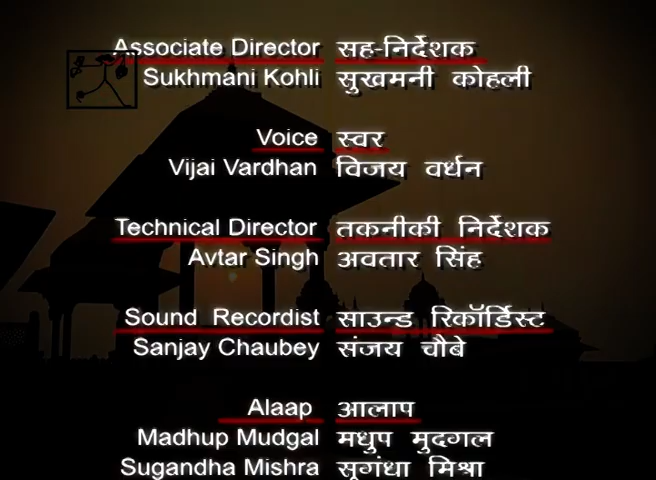 Associate Director सह-निर्देशक
Sukhmani Kohli सुखमनी कोहली
Voice स्वर
Vijai Vardhan विजय वर्धन
Technical Director तकनीकी निर्देशक
Avtar Singh अवतार सिंह
Sound Recordist साउन्ड रिकॉर्डिस्ट
Sanjay Chaubey संजय चौबे
Alaap आलाप
Madhup Mudgal मधुप मुदगल
Sugandha Mishra सुगंधा मिश्रा